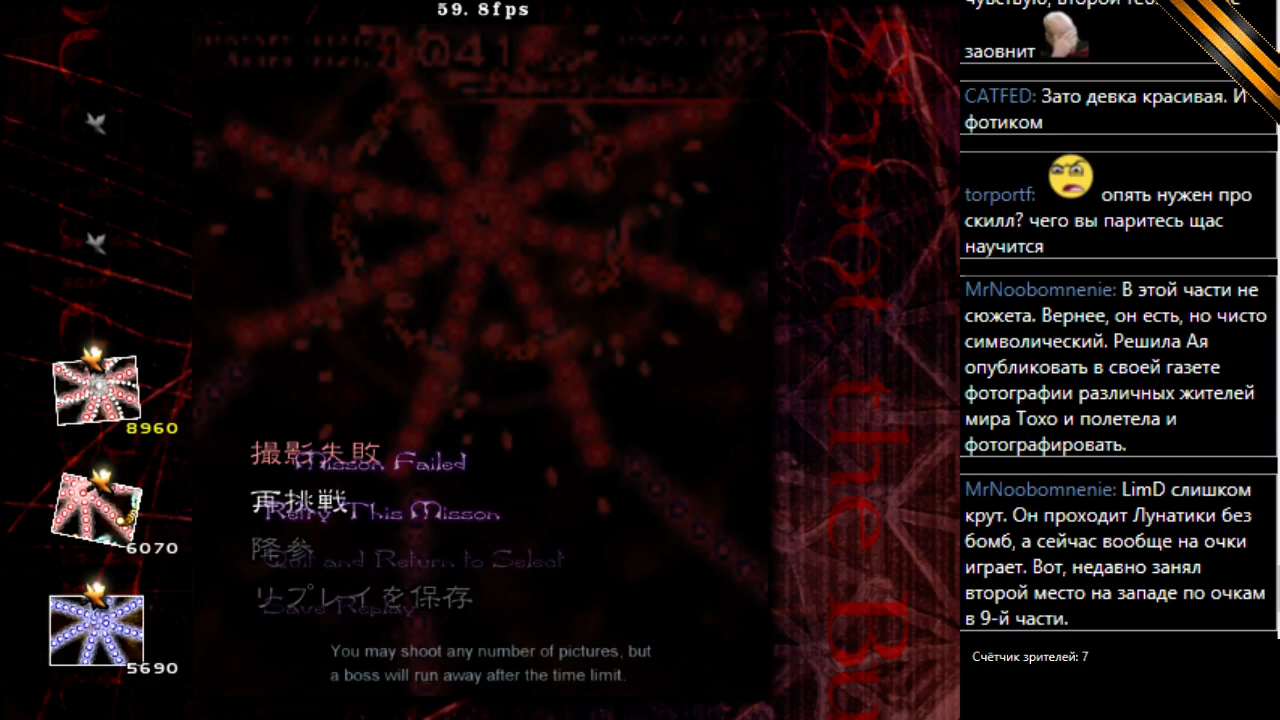 59. 8fps
041
8960
6070
5690
撮影失敗
Misson Failed
再挑戦
Retry This Misson
降参
Quit and Return to Select
リプレイを保存
Save Replay
You may shoot any number of pictures, but
a boss will run away after the time limit.
Shoot the Bu
заовнит
CATFED: Зато девка красивая. И
фотиком
torportf: опять нужен про
скилл? чего вы паритесь щас
научится
MrNoobomnenie: В этой части не
сюжета. Вернее, он есть, но чисто
символический. Решила Ая
опубликовать в своей газете
фотографии различных жителей
мира Тохо и полетела и
фотографировать.
MrNoobomnenie: LimD слишком
крут. Он проходит Лунатики без
бомб, а сейчас вообще на очки
играет. Вот, недавно занял
второй место на западе по очкам
в 9-й части.
Счётчик зрителей: 7